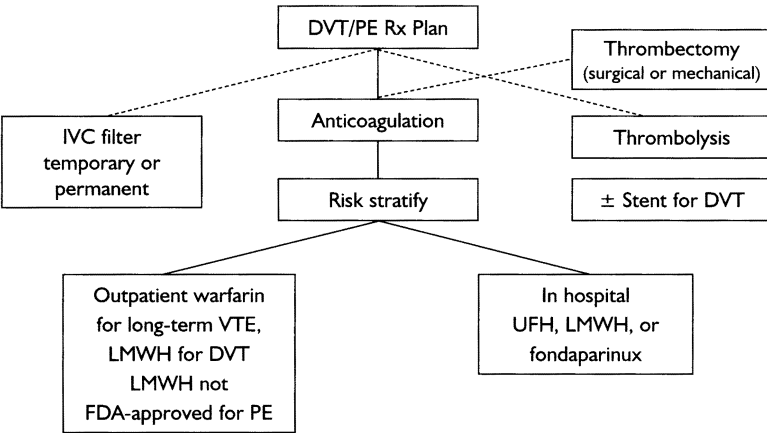 DVT/PE Rx Plan
Thrombectomy
(surgical or mechanical)
IVC filter
temporary or
permanent
Anticoagulation
Thrombolysis
Risk stratify
± Stent for DVT
Outpatient warfarin
for long-term VTE,
LMWH for DVT
LMWH not
FDA-approved for PE
In hospital
UFH, LMWH, or
fondaparinux